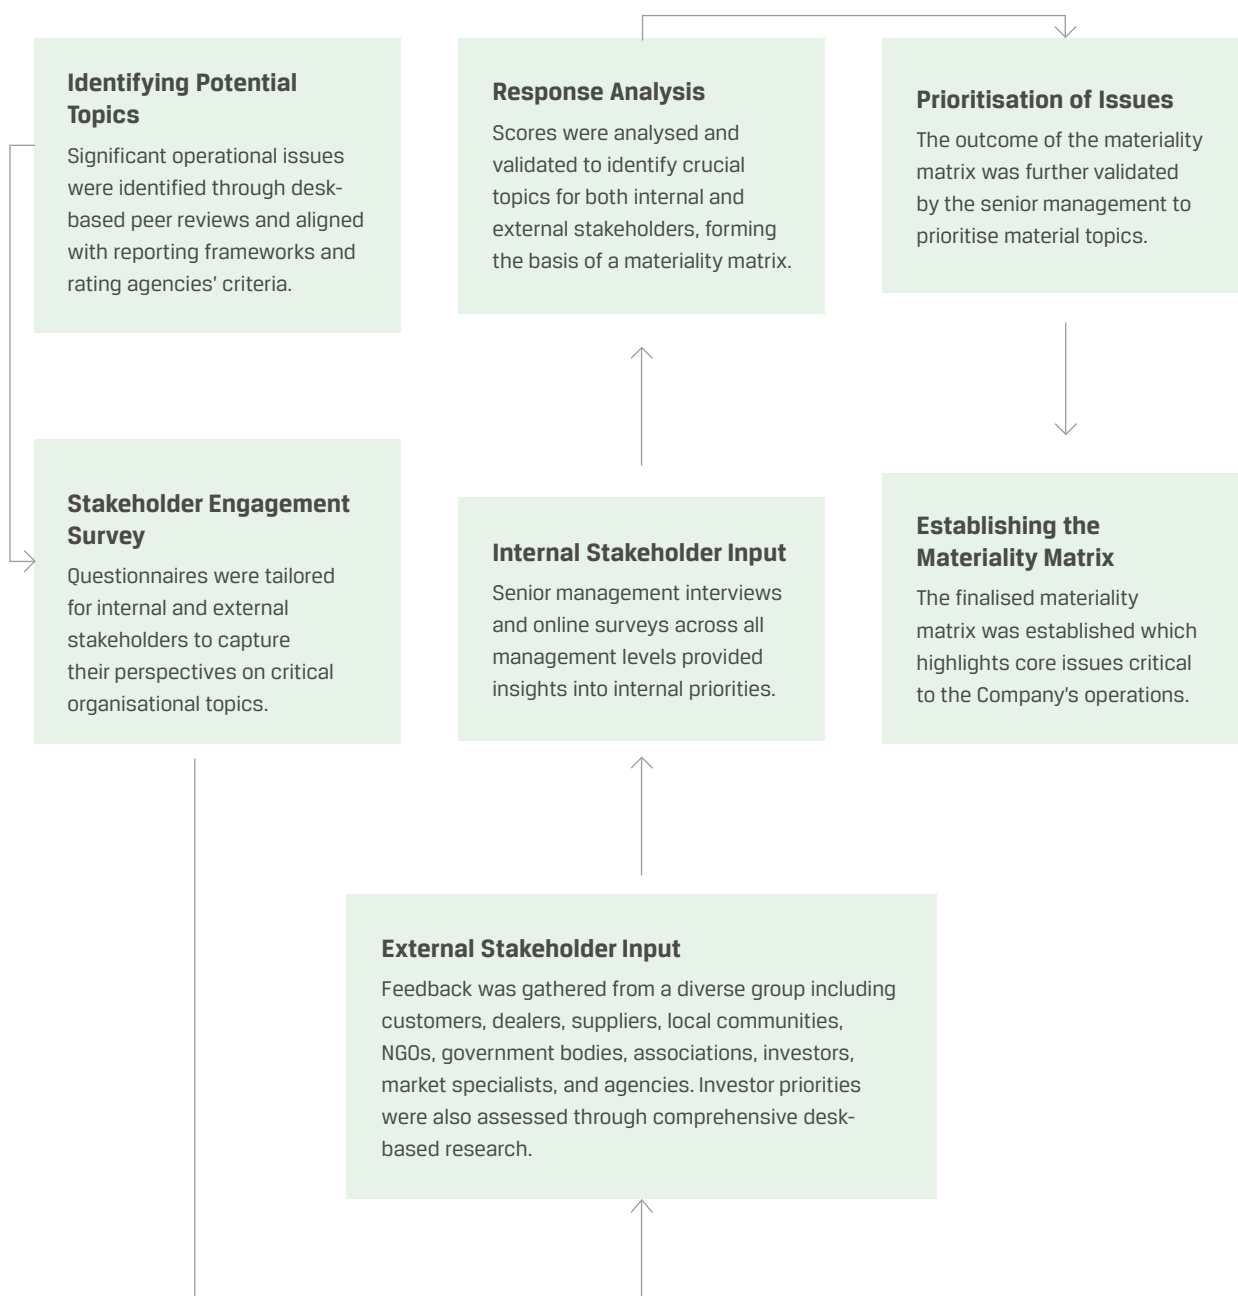 Identifying Potential
Topics
Significant operational issues
were identified through desk-
based peer reviews and aligned
with reporting frameworks and
rating agencies’ criteria.
Stakeholder Engagement
Survey
Questionnaires were tailored
for internal and external
stakeholders to capture
their perspectives on critical
organisational topics.
External Stakeholder Input
Feedback was gathered from a diverse group including
customers, dealers, suppliers, local communities,
NGOs, government bodies, associations, investors,
market specialists, and agencies. Investor priorities
were also assessed through comprehensive desk-
based research.
Internal Stakeholder Input
Senior management interviews
and online surveys across all
management levels provided
insights into internal priorities.
Response Analysis
Scores were analysed and
validated to identify crucial
topics for both internal and
external stakeholders, forming
the basis of a materiality matrix.
Prioritisation of Issues
The outcome of the materiality
matrix was further validated
by the senior management to
prioritise material topics.
Establishing the
Materiality Matrix
The finalised materiality
matrix was established which
highlights core issues critical
to the Company’s operations.